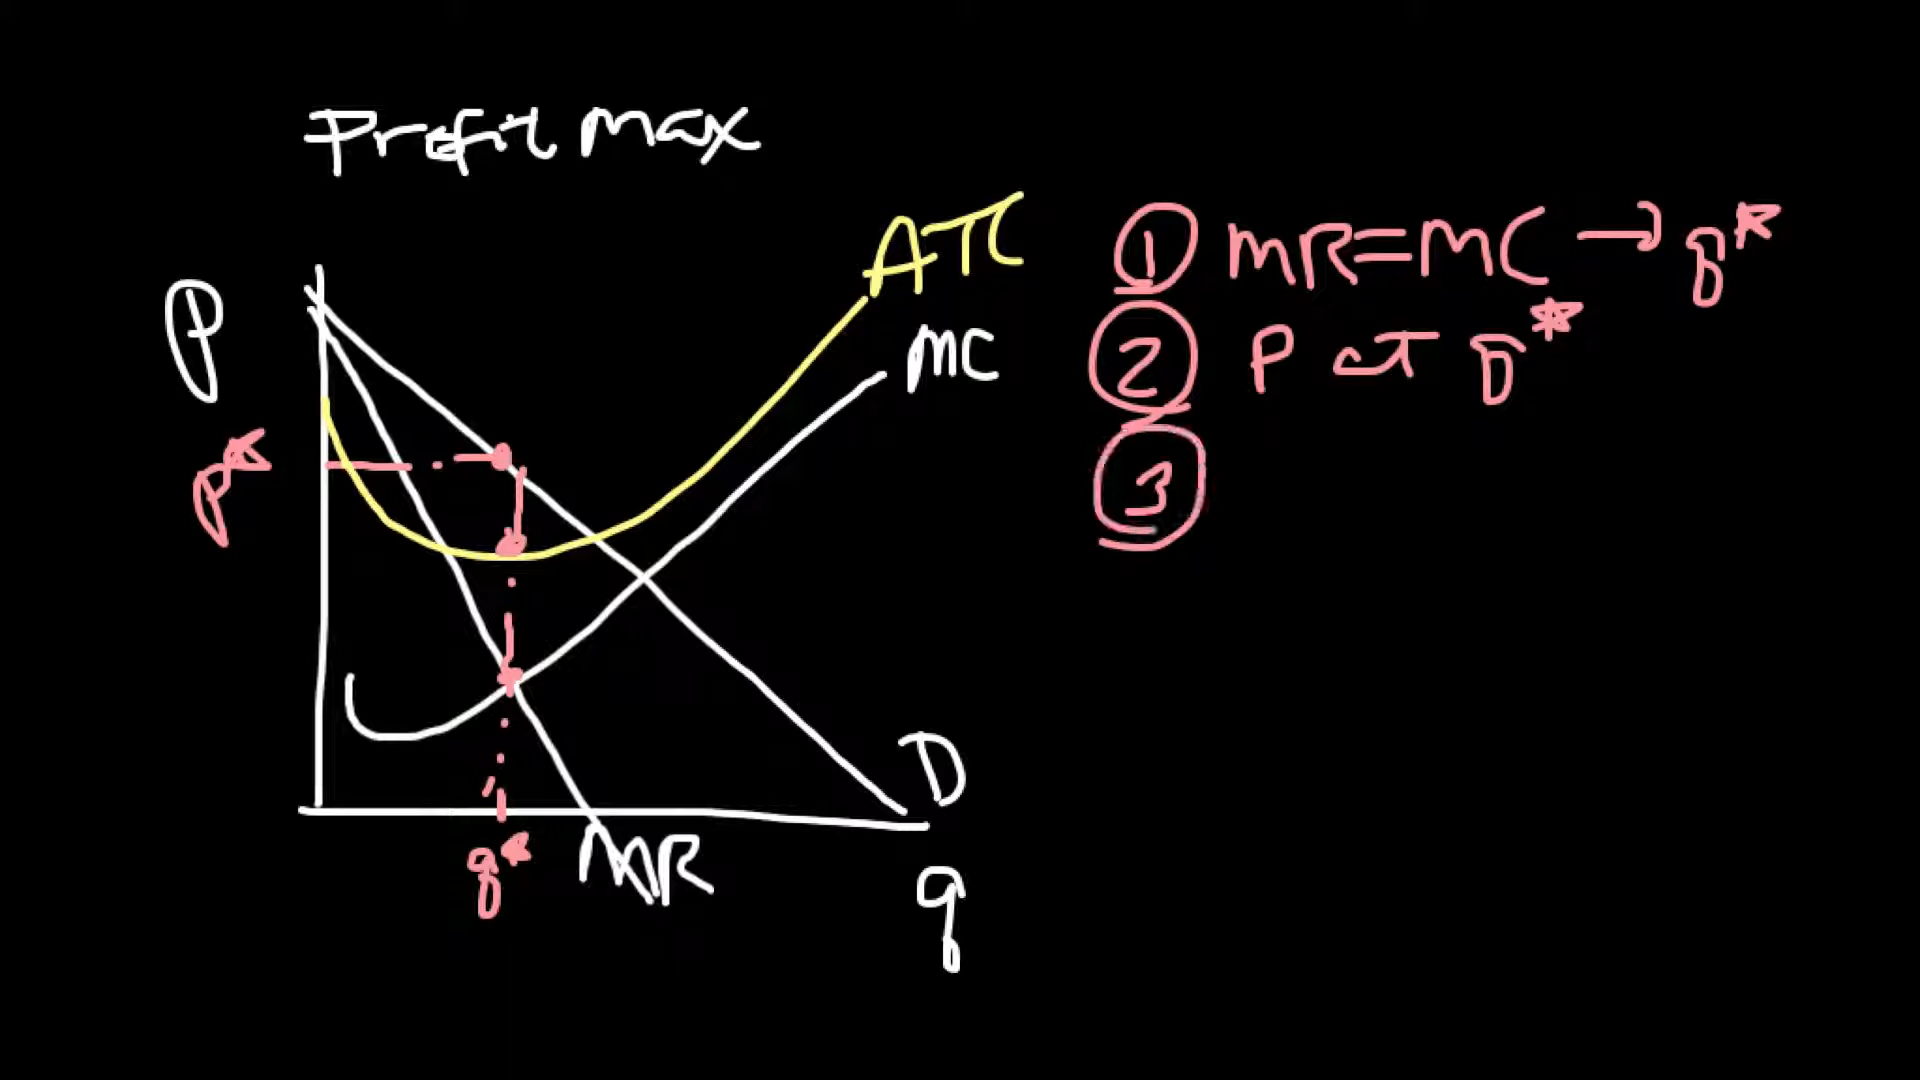 Profit Max
ATC
① MR=MC → q*
P
MC
② P at D*
P*
③
D
q*
MR
q